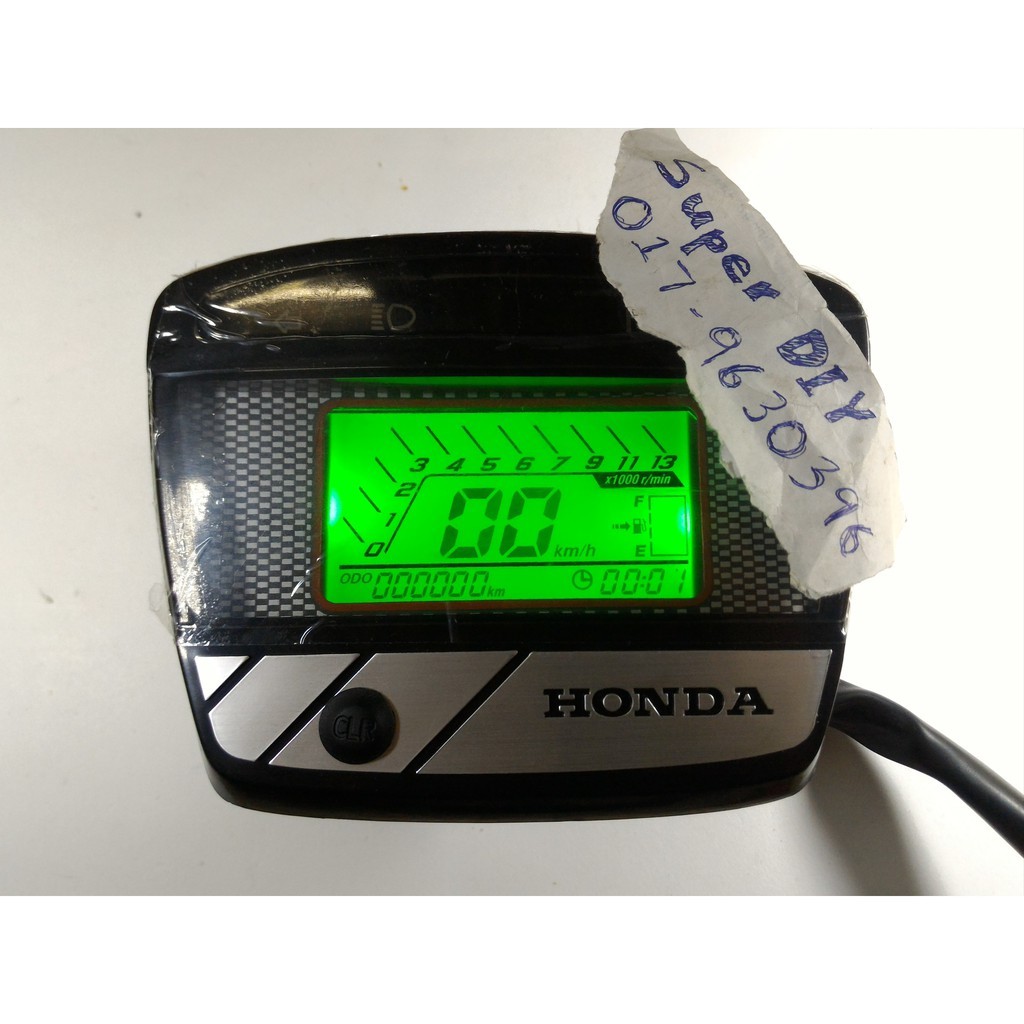 Super DIY
017-9630396
3 4 5 6 7 9 11 13
2
x1000 r/min
1
F
00 km/h
0
E
ODO 000000 km
00:01
CLR
HONDA